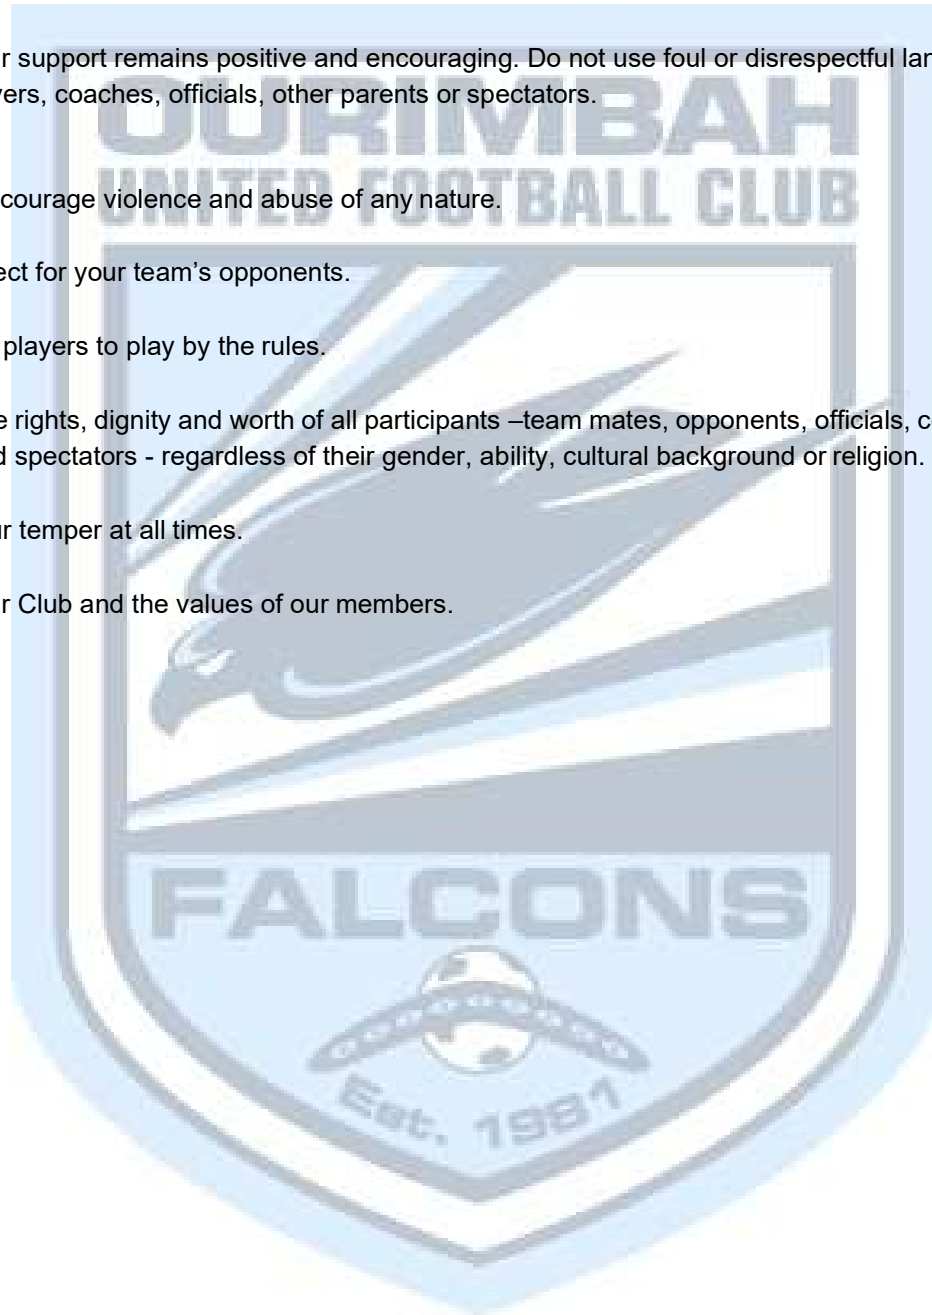 r support remains positive and encouraging. Do not use foul or disrespectful lan
yers, coaches, officials, other parents or spectators.
OURIMBAH
UNITED FOOTBALL CLUB
courage violence and abuse of any nature.
ect for your team’s opponents.
players to play by the rules.
e rights, dignity and worth of all participants –team mates, opponents, officials, c
d spectators - regardless of their gender, ability, cultural background or religion.
ur temper at all times.
r Club and the values of our members.
FALCONS
Est. 1981